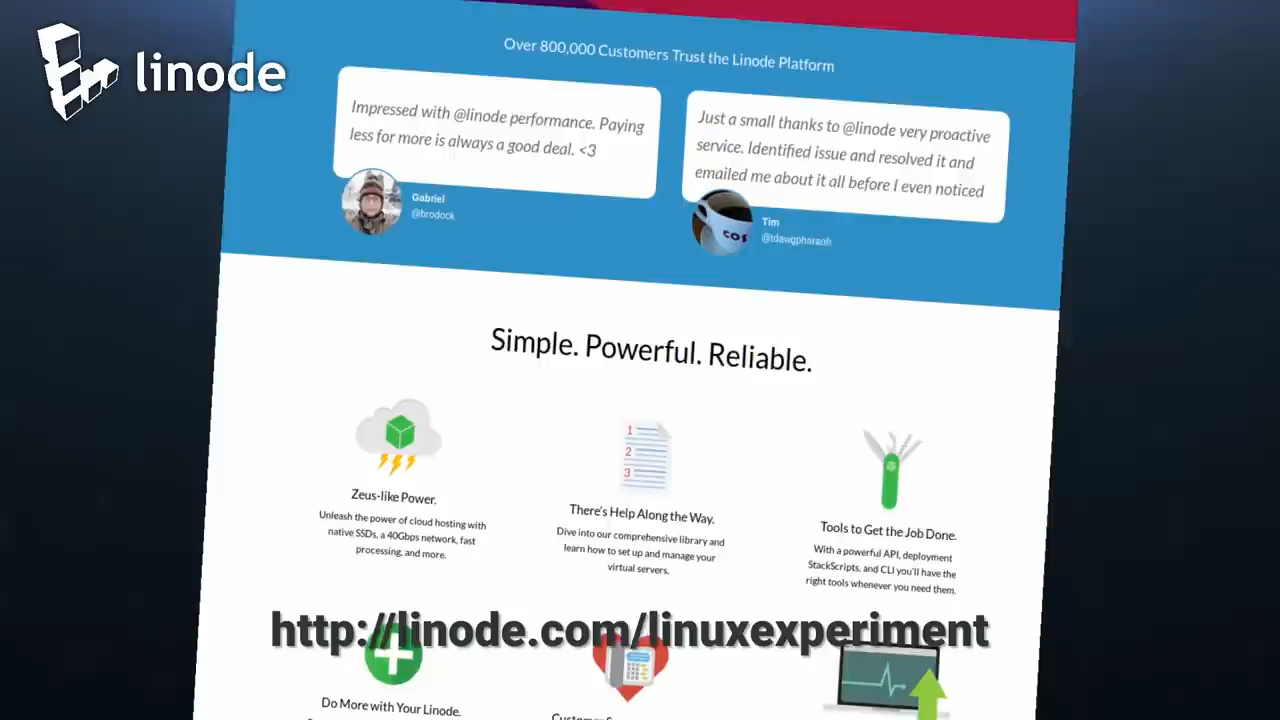 linode
Over 800,000 Customers Trust the Linode Platform
Impressed with @linode performance. Paying
less for more is always a good deal. <3
Gabriel
@brodock
Just a small thanks to @linode very proactive
service. Identified issue and resolved it and
emailed me about it all before I even noticed
Tim
@tdawgpharaoh
Simple. Powerful. Reliable.
1
2
3
Zeus-like Power.
Unleash the power of cloud hosting with
native SSDs, a 40Gbps network, fast
processing, and more.
There's Help Along the Way.
Dive into our comprehensive library and
learn how to set up and manage your
virtual servers.
Tools to Get the Job Done.
With a powerful API, deployment
StackScripts, and CLI you'll have the
right tools whenever you need them.
http://linode.com/linuxexperiment
Do More with Your Linode.